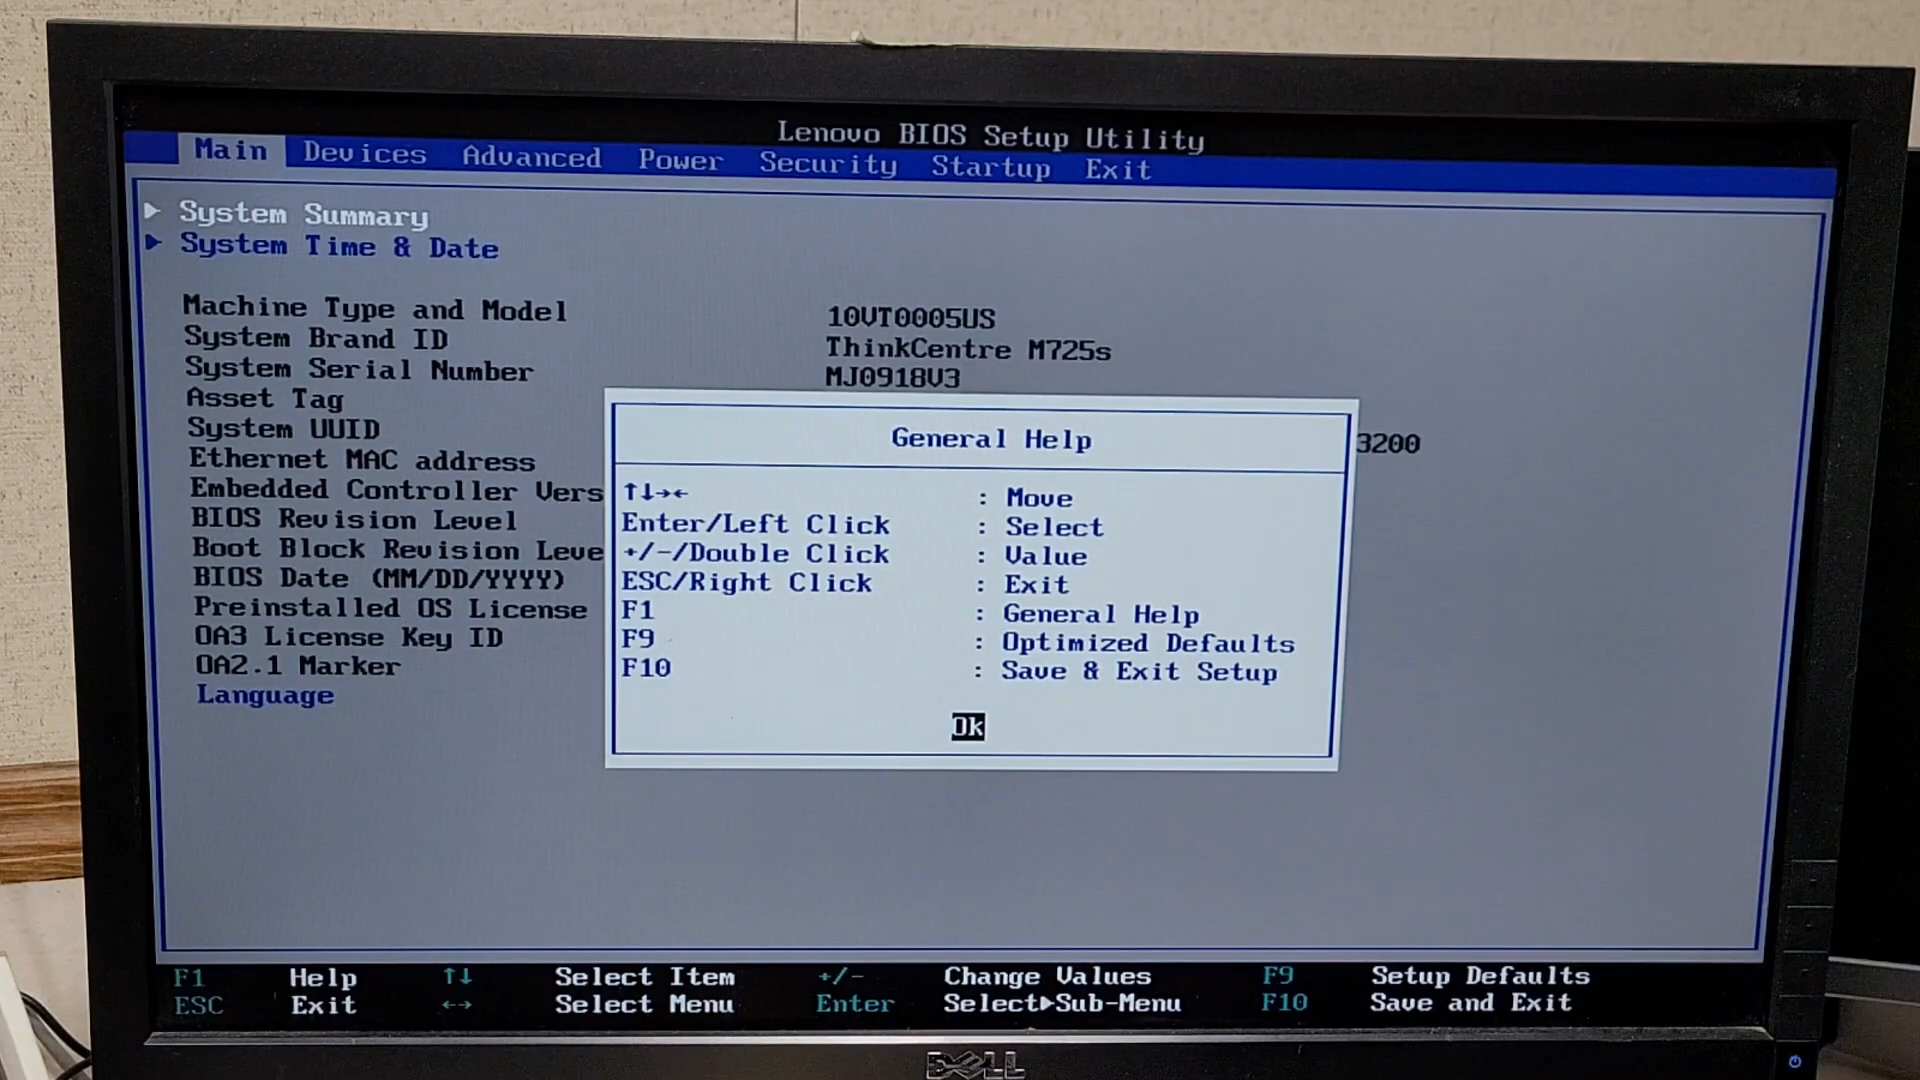 Lenovo BIOS Setup Utility
Main Devices Advanced Power Security Startup Exit
System Summary
System Time & Date
Machine Type and Model 10VT0005US
System Brand ID ThinkCentre M725s
System Serial Number MJ0918V3
Asset Tag
System UUID 3200
Ethernet MAC address
Embedded Controller Vers
BIOS Revision Level
Boot Block Revision Leve
BIOS Date (MM/DD/YYYY)
Preinstalled OS License
OA3 License Key ID
OA2.1 Marker
Language
General Help
↑↓→← : Move
Enter/Left Click : Select
+/-/Double Click : Value
ESC/Right Click : Exit
F1 : General Help
F9 : Optimized Defaults
F10 : Save & Exit Setup
Ok
F1 Help ↑↓ Select Item +/- Change Values F9 Setup Defaults
ESC Exit ←→ Select Menu Enter Select▶Sub-Menu F10 Save and Exit
DELL